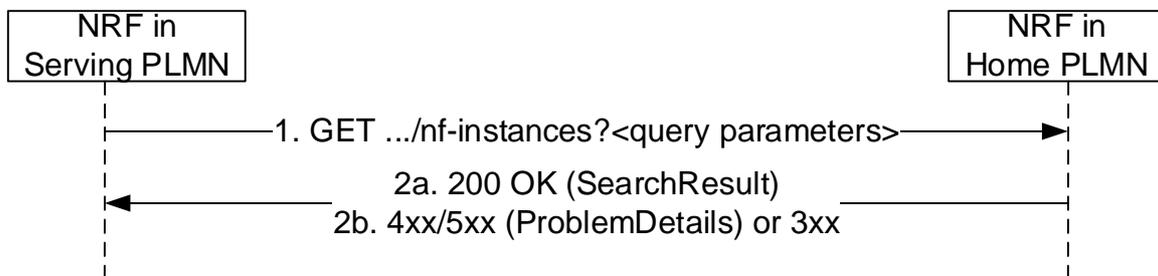 NRF in
Serving PLMN
NRF in
Home PLMN
1. GET .../nf-instances?<query parameters>
2a. 200 OK (SearchResult)
2b. 4xx/5xx (ProblemDetails) or 3xx